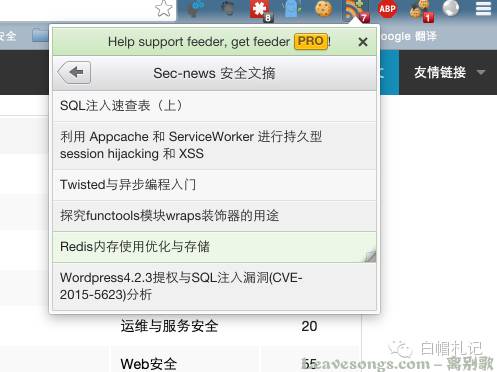 ABP
8
7
1
安全
Google 翻译
Help support feeder, get feeder PRO!
Sec-news 安全文摘
友情链接
SQL注入速查表（上）
利用 Appcache 和 ServiceWorker 进行持久型
session hijacking 和 XSS
Twisted与异步编程入门
探究functools模块wraps装饰器的用途
Redis内存使用优化与存储
Wordpress4.2.3提权与SQL注入漏洞(CVE-
2015-5623)分析
运维与服务安全 20
白帽札记
Web安全 55
leavesongs.com – 离别歌